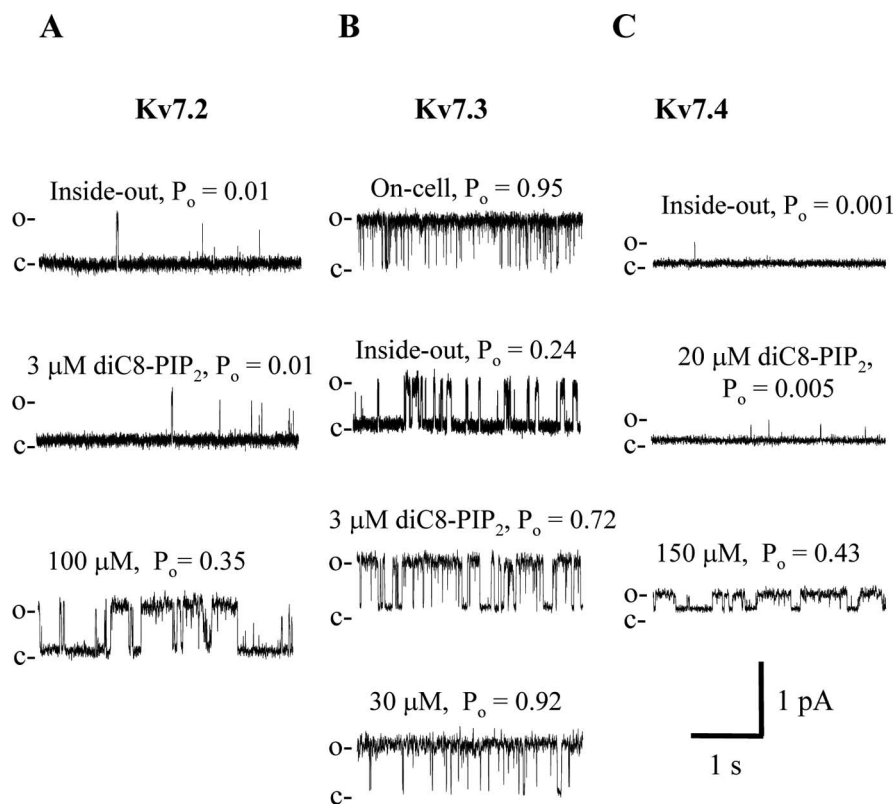 A
Kv7.2
Inside-out, Pₒ = 0.01
o-
c-
3 μM diC8-PIP₂, Pₒ = 0.01
o-
c-
100 μM, Pₒ = 0.35
o-
c-
B
Kv7.3
On-cell, Pₒ = 0.95
o-
c-
Inside-out, Pₒ = 0.24
o-
c-
3 μM diC8-PIP₂, Pₒ = 0.72
o-
c-
30 μM, Pₒ = 0.92
o-
c-
C
Kv7.4
Inside-out, Pₒ = 0.001
o-
c-
20 μM diC8-PIP₂,
Pₒ = 0.005
o-
c-
150 μM, Pₒ = 0.43
o-
c-
1 pA
1 s